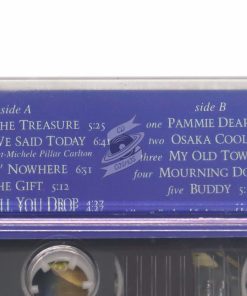 side A
HE TREASURE 5:25
E SAID TODAY 6:41
t-Michele Pillar Carlton
NOWHERE 6:51
HE GIFT 5:12
LL YOU DROP 4:33
side B
one PAMMIE DEAR
two OSAKA COOL
three MY OLD TOW
four MOURNING DO
five BUDDY 5: